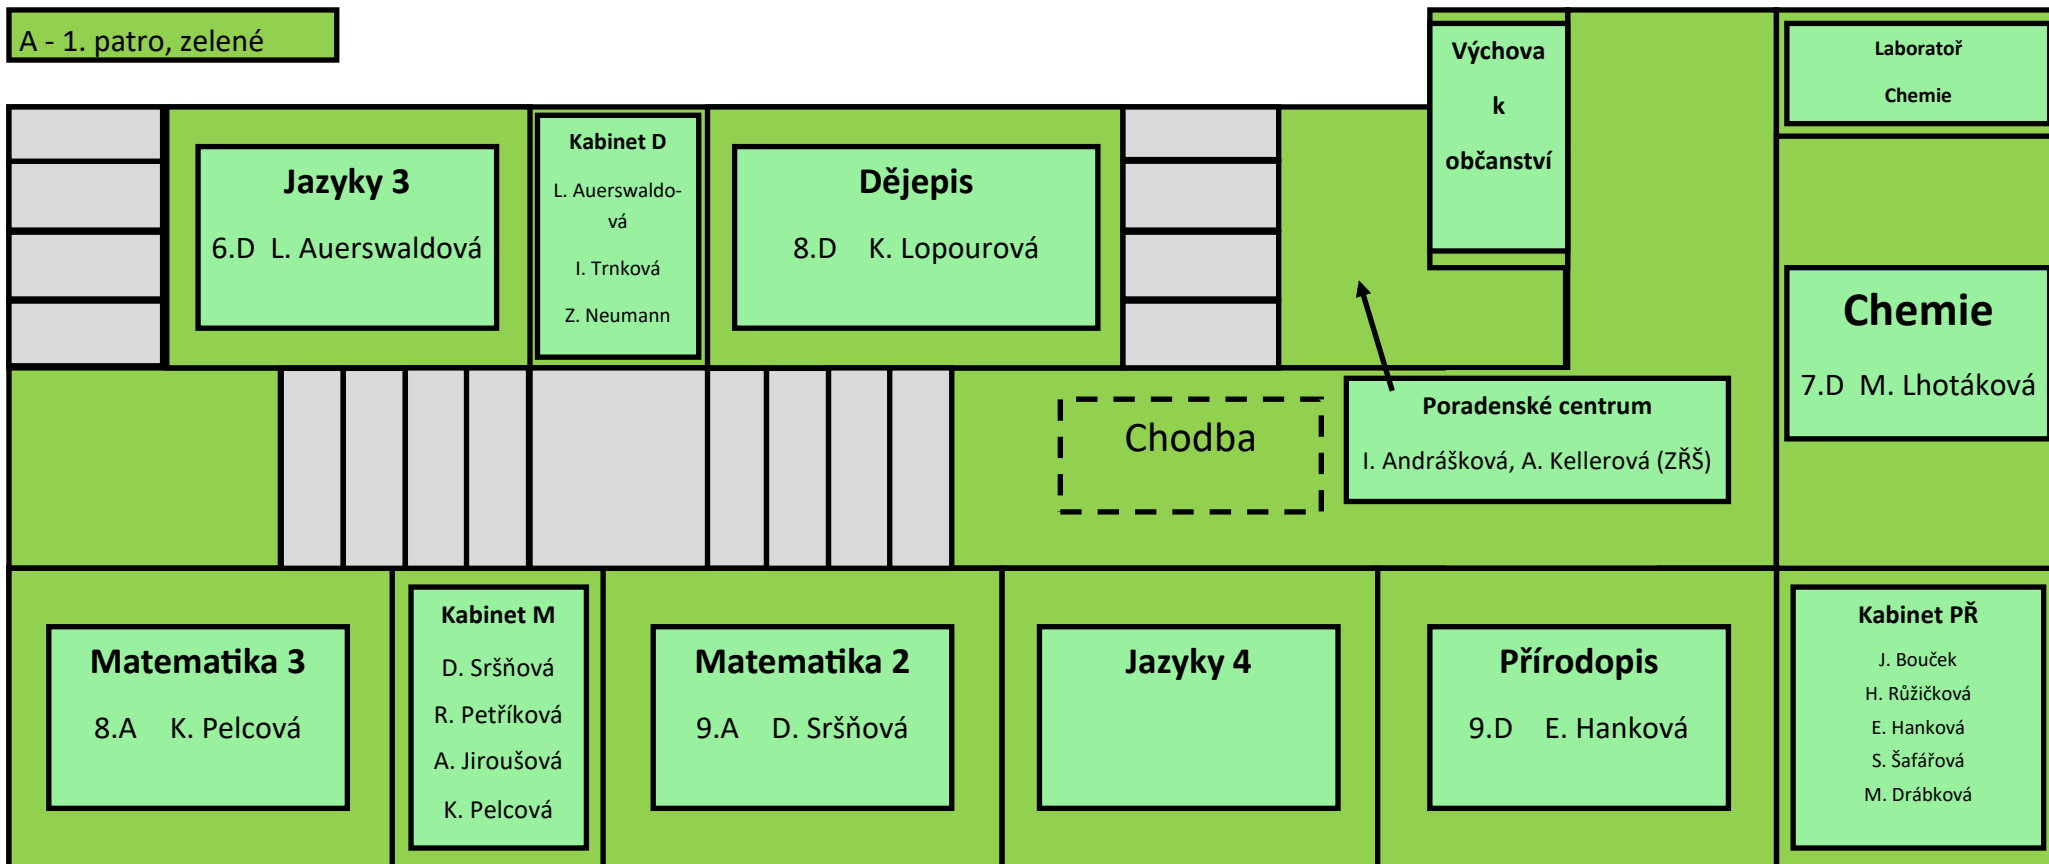 A - 1. patro, zelené
Výchova
k
občanství
Laboratoř
Chemie
Jazyky 3
6.D L. Auerswaldová
Kabinet D
L. Auerswaldo-
vá
I. Trnková
Z. Neumann
Dějepis
8.D K. Lopourová
Chemie
7.D M. Lhotáková
Chodba
Poradenské centrum
I. Andrášková, A. Kellerová (ZŘŠ)
Matematika 3
8.A K. Pelcová
Kabinet M
D. Sršňová
R. Petříková
A. Jiroušová
K. Pelcová
Matematika 2
9.A D. Sršňová
Jazyky 4
Přírodopis
9.D E. Hanková
Kabinet PŘ
J. Bouček
H. Růžičková
E. Hanková
S. Šafářová
M. Drábková